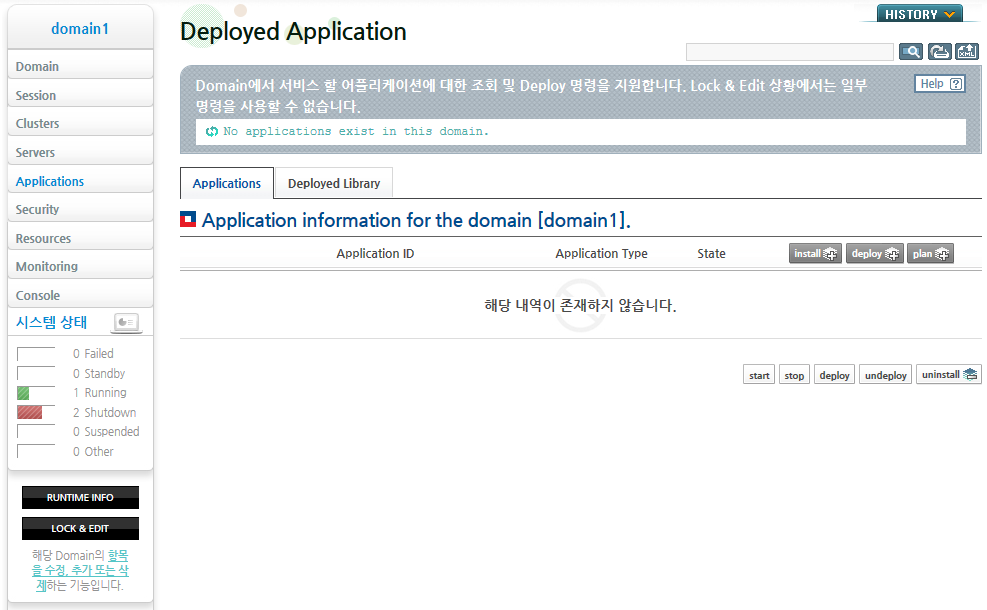 domain1
Domain
Session
Clusters
Servers
Applications
Security
Resources
Monitoring
Console
시스템 상태
0 Failed
0 Standby
1 Running
2 Shutdown
0 Suspended
0 Other
RUNTIME INFO
LOCK & EDIT
해당 Domain의 항목
을 수정, 추가 또는 삭
제하는 기능입니다.
HISTORY
Deployed Application
XML
Domain에서 서비스 할 어플리케이션에 대한 조회 및 Deploy 명령을 지원합니다. Lock & Edit 상황에서는 일부
명령을 사용할 수 없습니다.
Help ?
No applications exist in this domain.
Applications Deployed Library
Application information for the domain [domain1].
Application ID Application Type State install deploy plan
해당 내역이 존재하지 않습니다.
start stop deploy undeploy uninstall